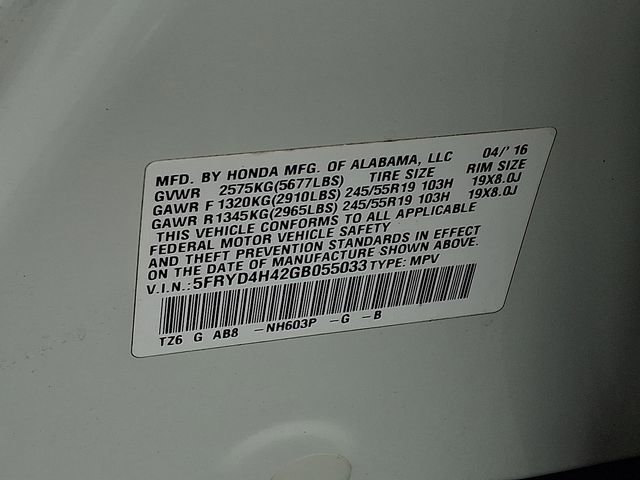 MFD. BY HONDA MFG. OF ALABAMA, LLC 04/'16
GVWR 2575KG(5677LBS) TIRE SIZE RIM SIZE
GAWR F 1320KG(2910LBS) 245/55R19 103H 19X8.0J
GAWR R 1345KG(2965LBS) 245/55R19 103H 19X8.0J
THIS VEHICLE CONFORMS TO ALL APPLICABLE
FEDERAL MOTOR VEHICLE SAFETY
AND THEFT PREVENTION STANDARDS IN EFFECT
ON THE DATE OF MANUFACTURE SHOWN ABOVE.
V.I.N.:5FRYD4H42GB055033 TYPE: MPV
TZ6 G AB8 -NH603P -G -B